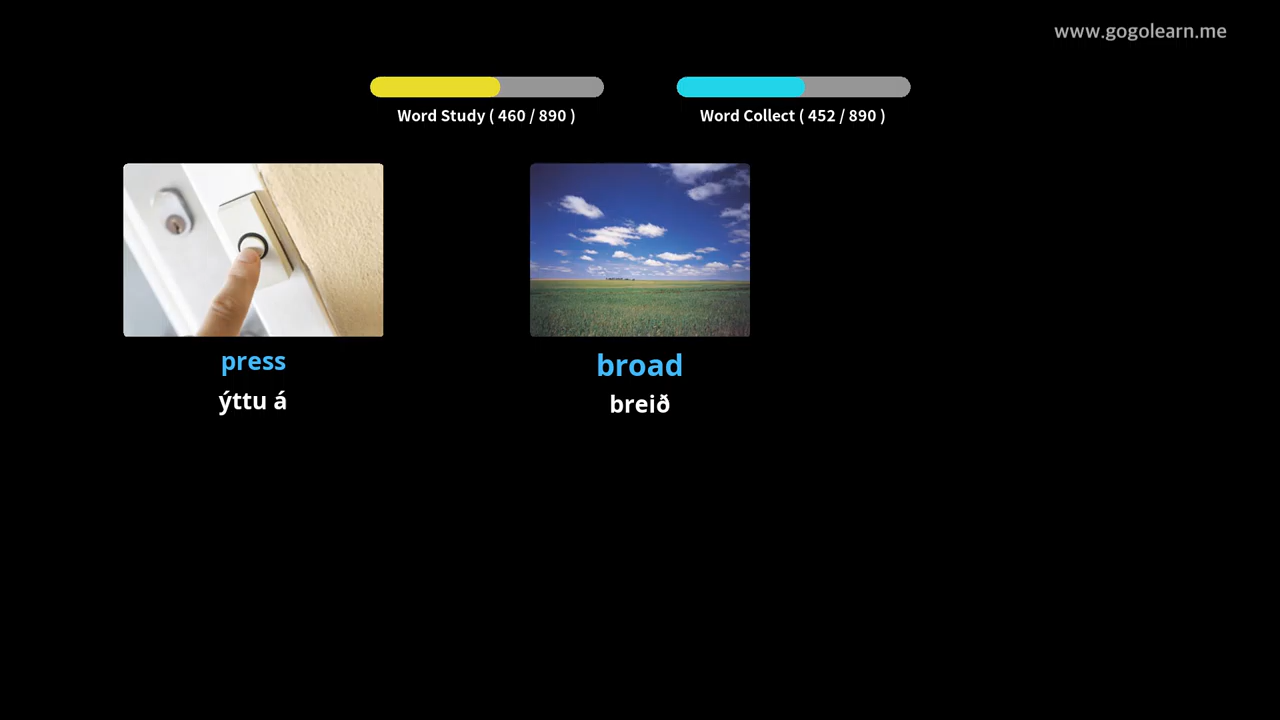 www.gogolearn.me
Word Study ( 460 / 890 )
Word Collect ( 452 / 890 )
press
ýttu á
broad
breið